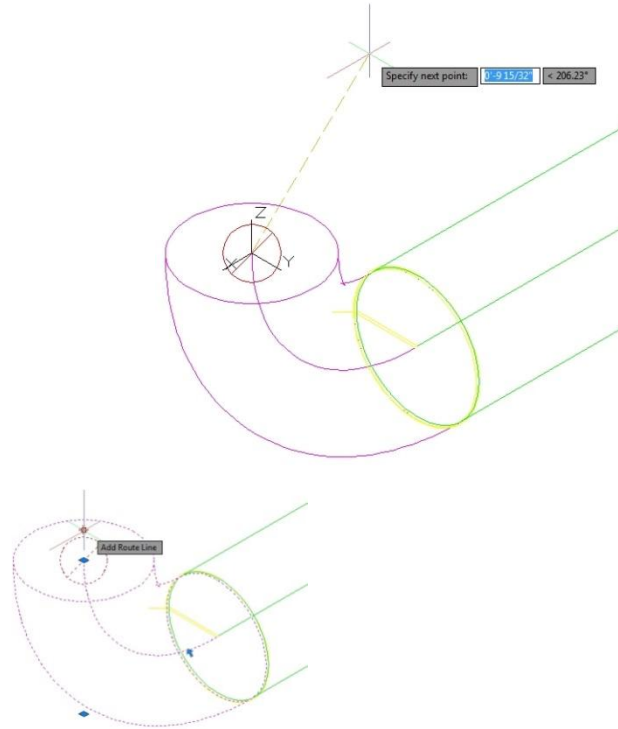 Specify next point: 0'-9 15/32" < 206.23°
Z
X Y
Add Route Line